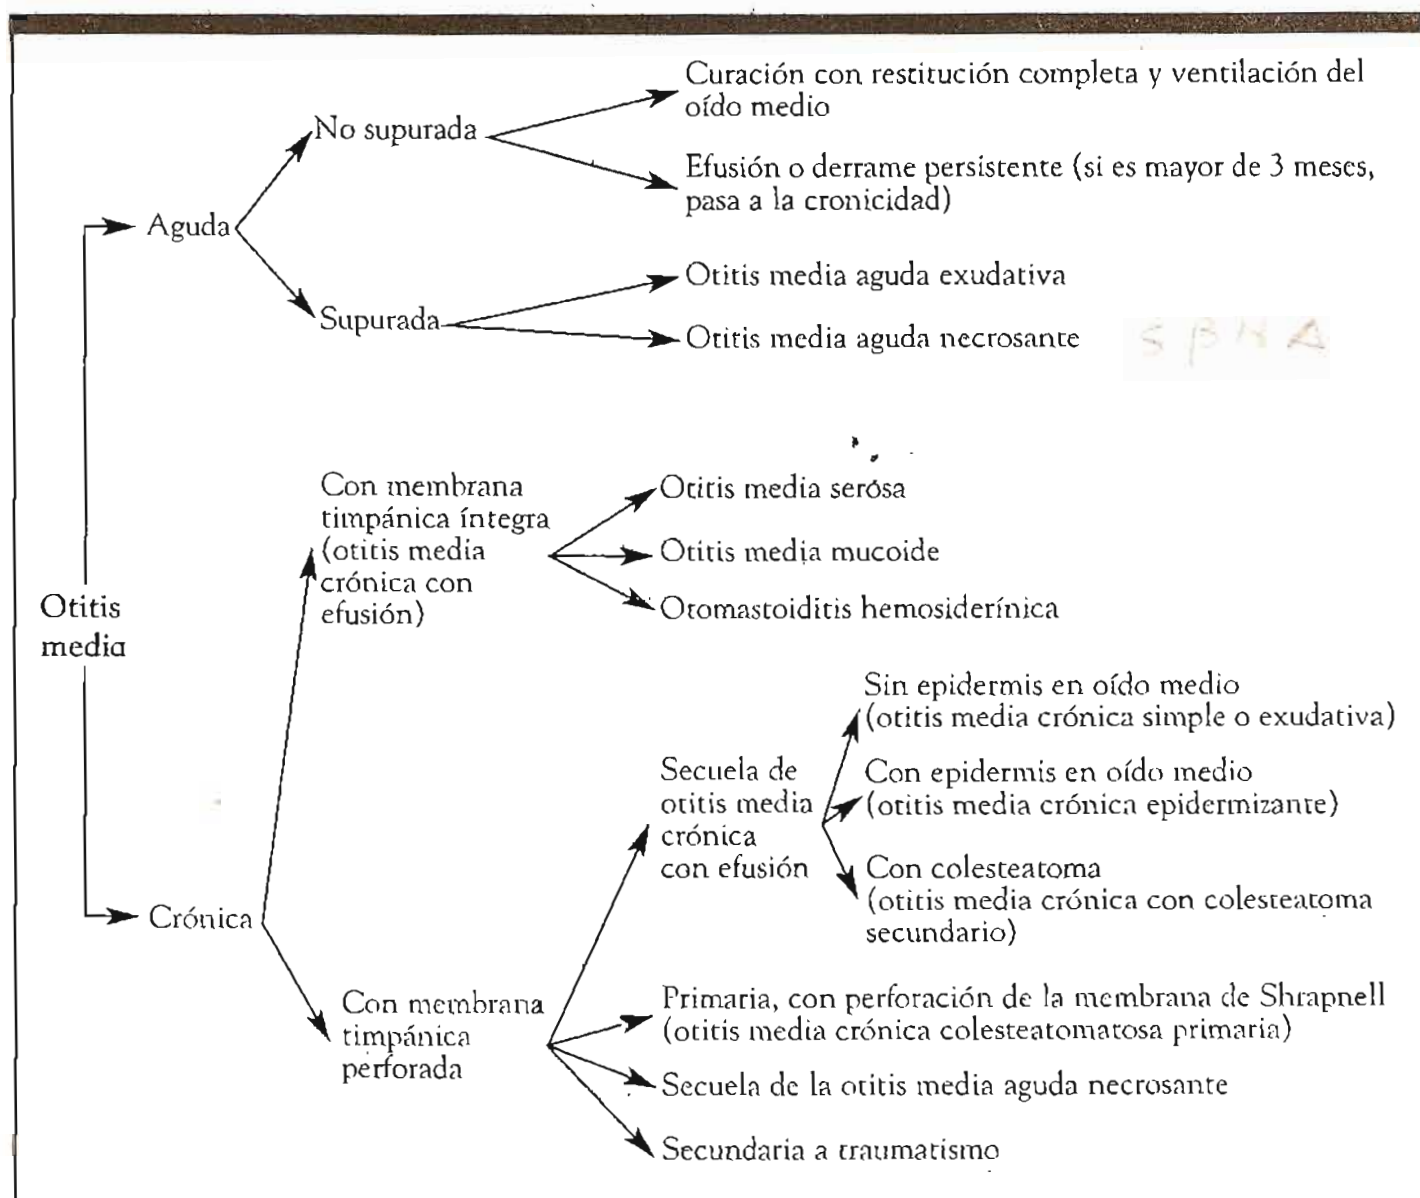 Curación con restitución completa y ventilación del
oído medio
No supurada
Efusión o derrame persistente (si es mayor de 3 meses,
pasa a la cronicidad)
Aguda
Otitis media aguda exudativa
Supurada
Otitis media aguda necrosante
S β H A
Con membrana
timpánica íntegra
(otitis media
crónica con
efusión)
Otitis media serosa
Otitis media mucoide
Otomastoiditis hemosiderínica
Otitis
media
Sin epidermis en oído medio
(otitis media crónica simple o exudativa)
Secuela de
otitis media
crónica
con efusión
Con epidermis en oído medio
(otitis media crónica epidermizante)
Con colesteatoma
(otitis media crónica con colesteatoma
secundario)
Crónica
Con membrana
timpánica
perforada
Primaria, con perforación de la membrana de Shrapnell
(otitis media crónica colesteatomatosa primaria)
Secuela de la otitis media aguda necrosante
Secundaria a traumatismo